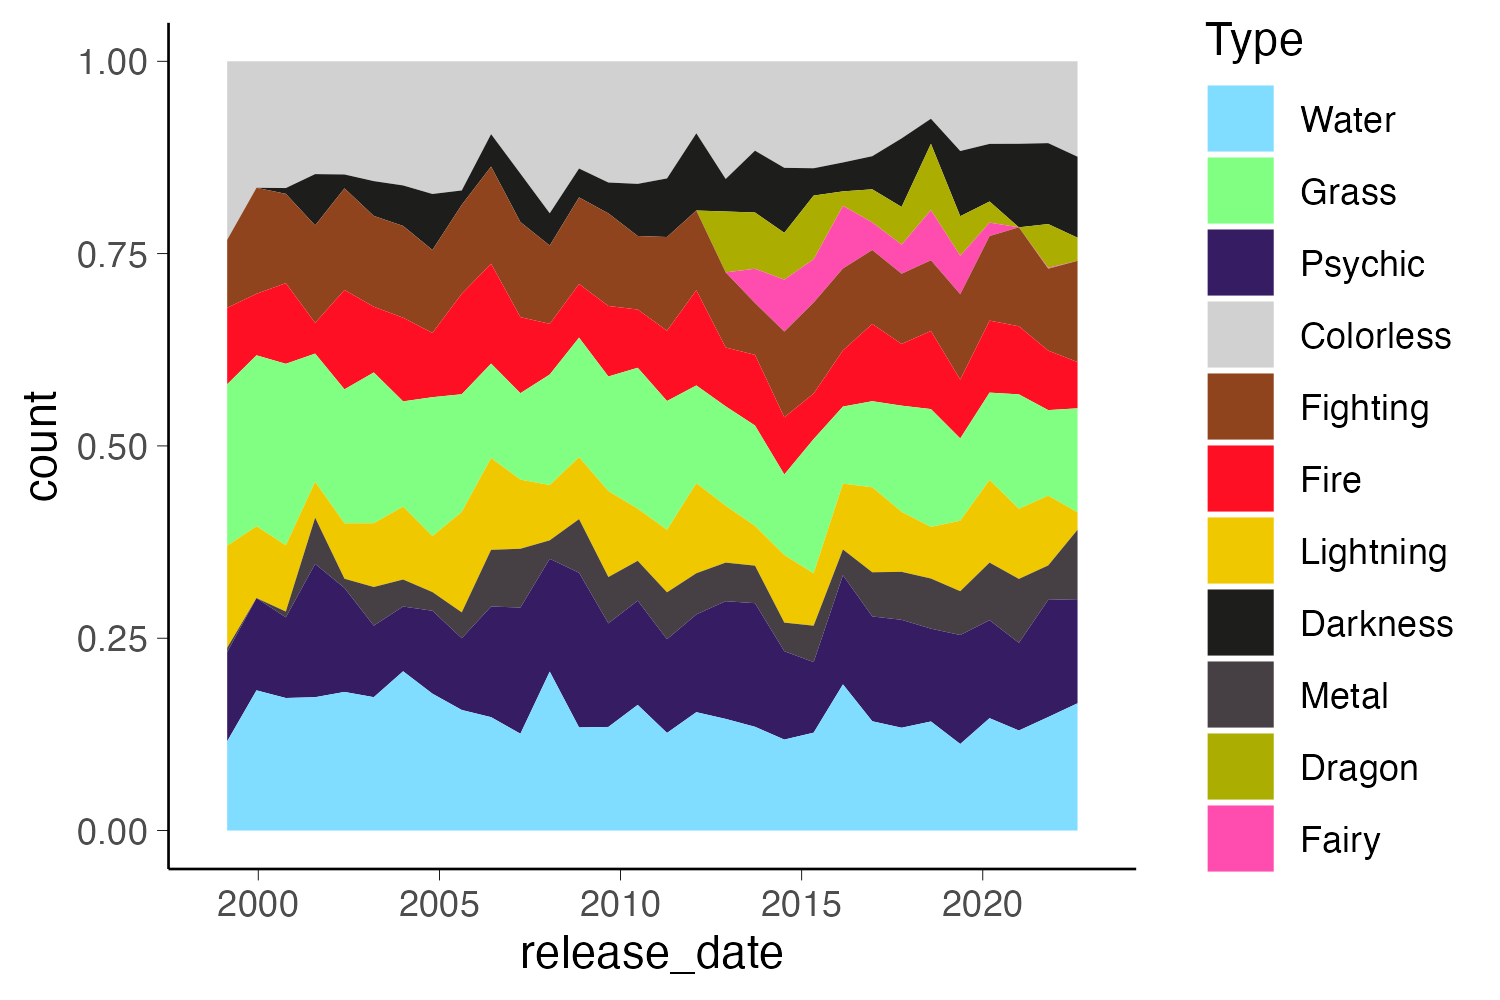 Type
Water
Grass
Psychic
Colorless
Fighting
Fire
Lightning
Darkness
Metal
Dragon
Fairy
count
1.00
0.75
0.50
0.25
0.00
2000 2005 2010 2015 2020
release_date